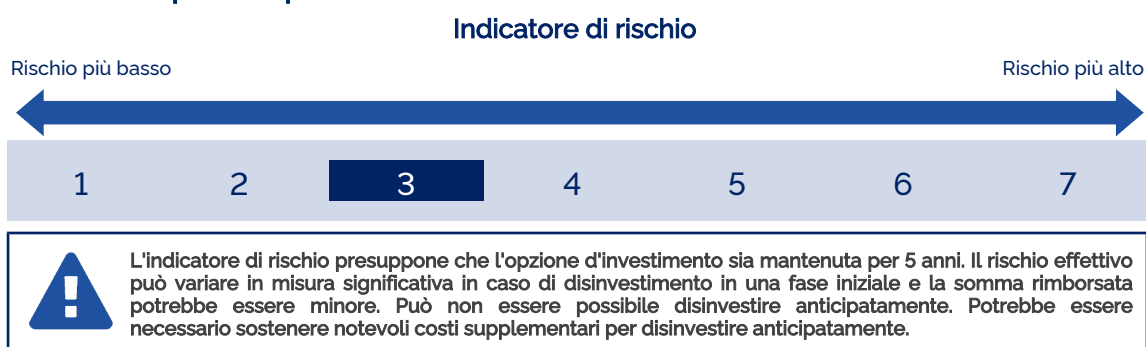 Indicatore di rischio
Rischio più basso Rischio più alto
1 2 3 4 5 6 7
L'indicatore di rischio presuppone che l'opzione d'investimento sia mantenuta per 5 anni. Il rischio effettivo
può variare in misura significativa in caso di disinvestimento in una fase iniziale e la somma rimborsata
potrebbe essere minore. Può non essere possibile disinvestire anticipatamente. Potrebbe essere
necessario sostenere notevoli costi supplementari per disinvestire anticipatamente.